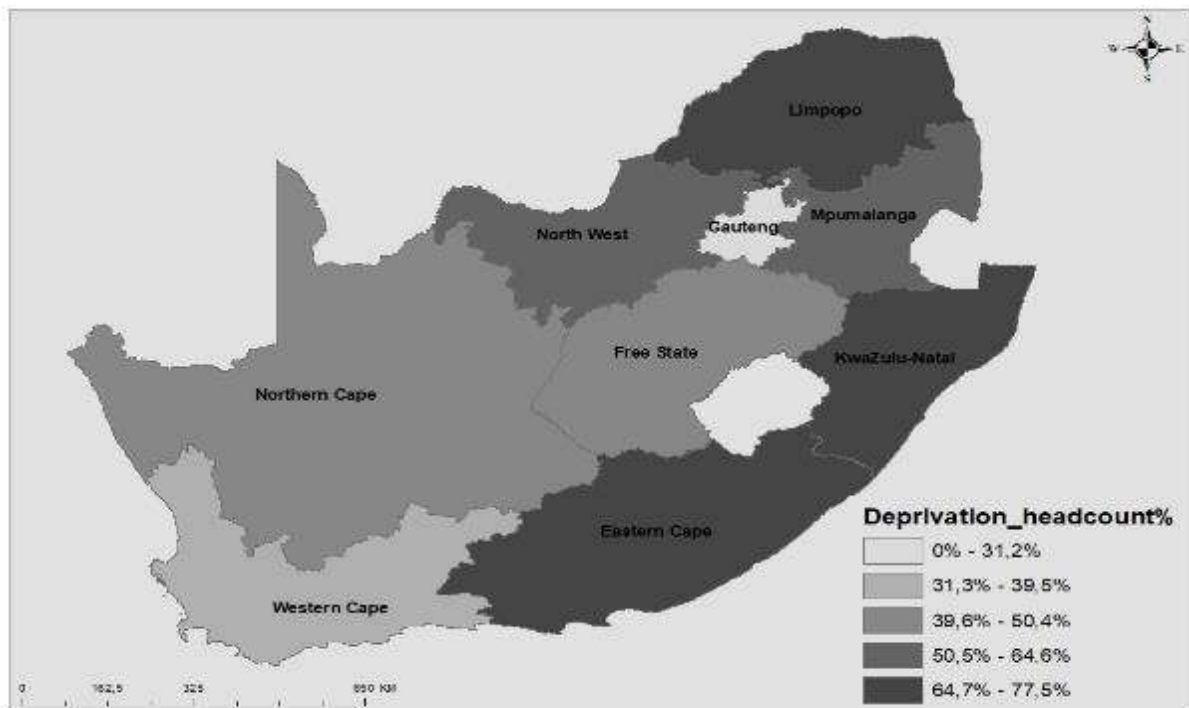 N
W E
S
Limpopo
Mpumalanga
Gauteng
North West
Free State
KwaZulu-Natal
Northern Cape
Eastern Cape
Western Cape
Deprivation_headcount%
0% - 31,2%
31,3% - 39,5%
39,6% - 50,4%
50,5% - 64,6%
64,7% - 77,5%
0 162,5 325 650 KM